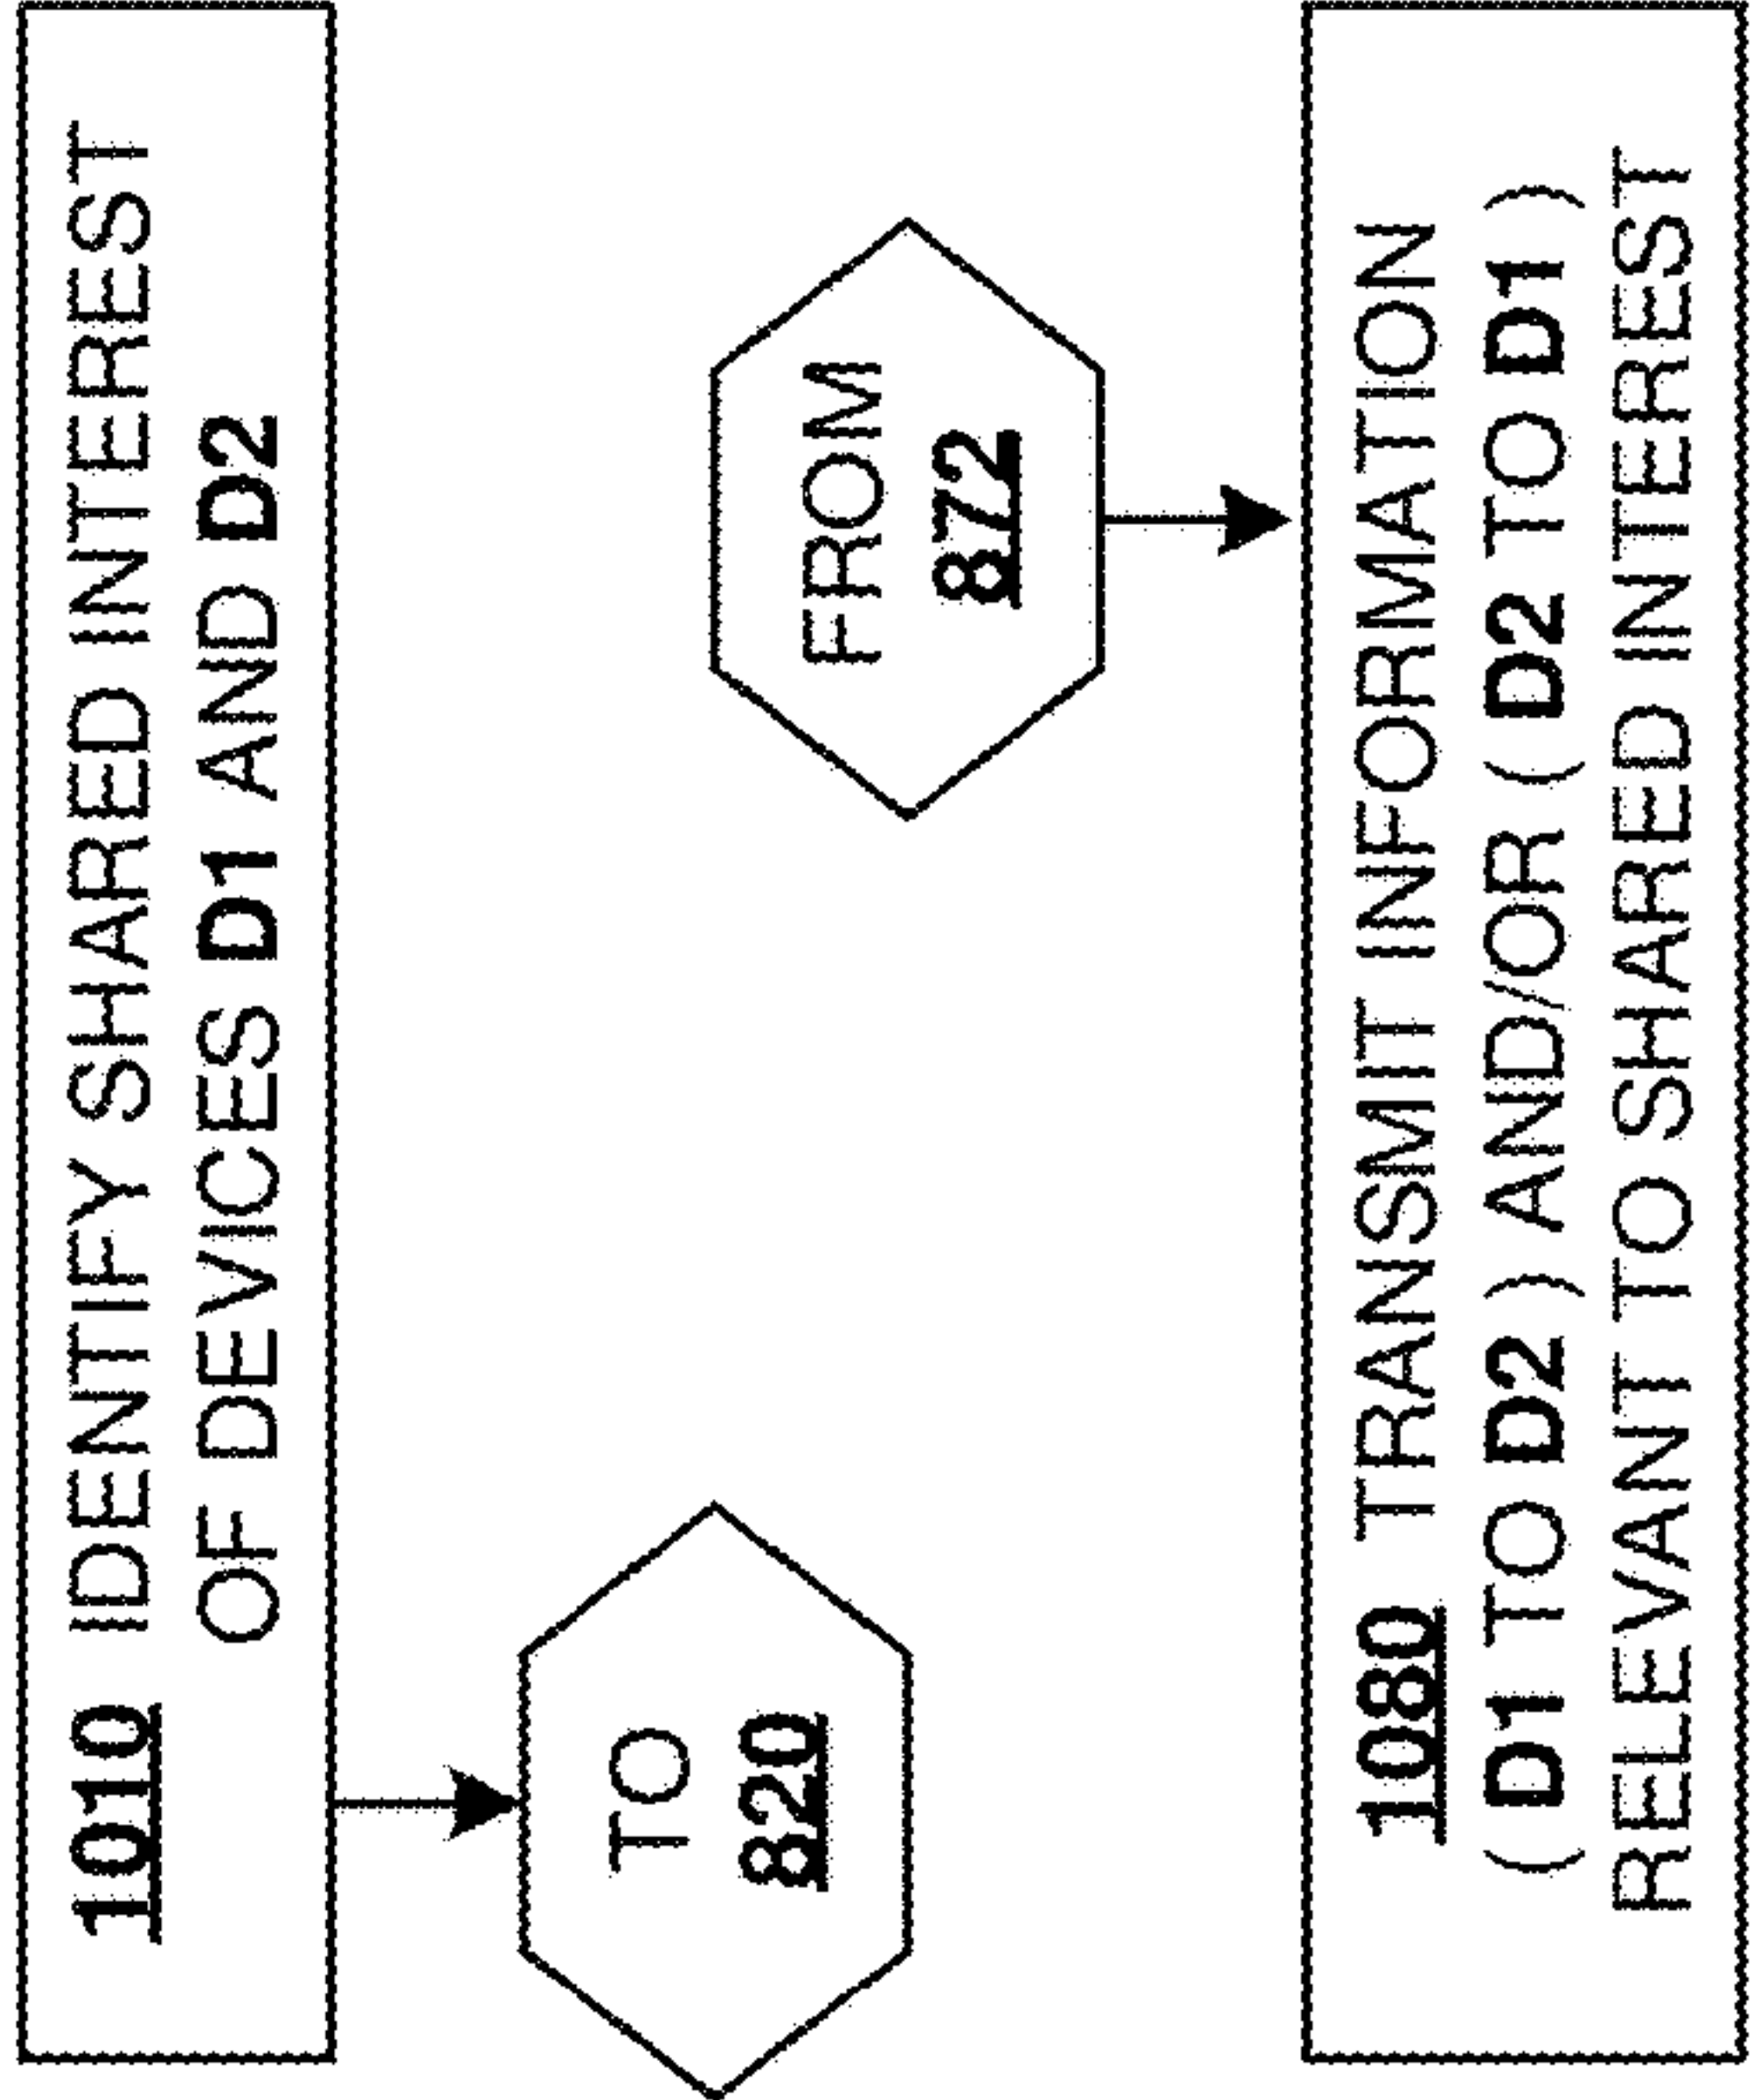 1010 IDENTIFY SHARED INTEREST
OF DEVICES D1 AND D2
TO
820
FROM
872
1080 TRANSMIT INFORMATION
( D1 TO D2 ) AND/OR ( D2 TO D1 )
RELEVANT TO SHARED INTEREST